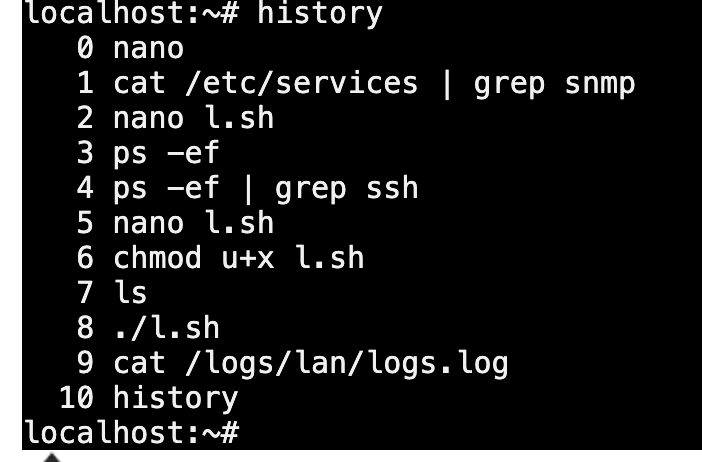 localhost:~# history
0 nano
1 cat /etc/services | grep snmp
2 nano l.sh
3 ps -ef
4 ps -ef | grep ssh
5 nano l.sh
6 chmod u+x l.sh
7 ls
8 ./l.sh
9 cat /logs/lan/logs.log
10 history
localhost:~#